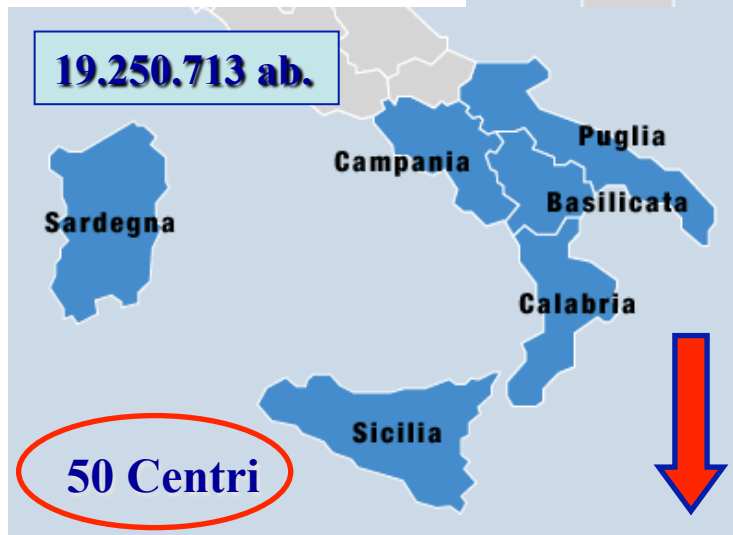 19.250.713 ab.
Puglia
Campania
Basilicata
Sardegna
Calabria
Sicilia
50 Centri